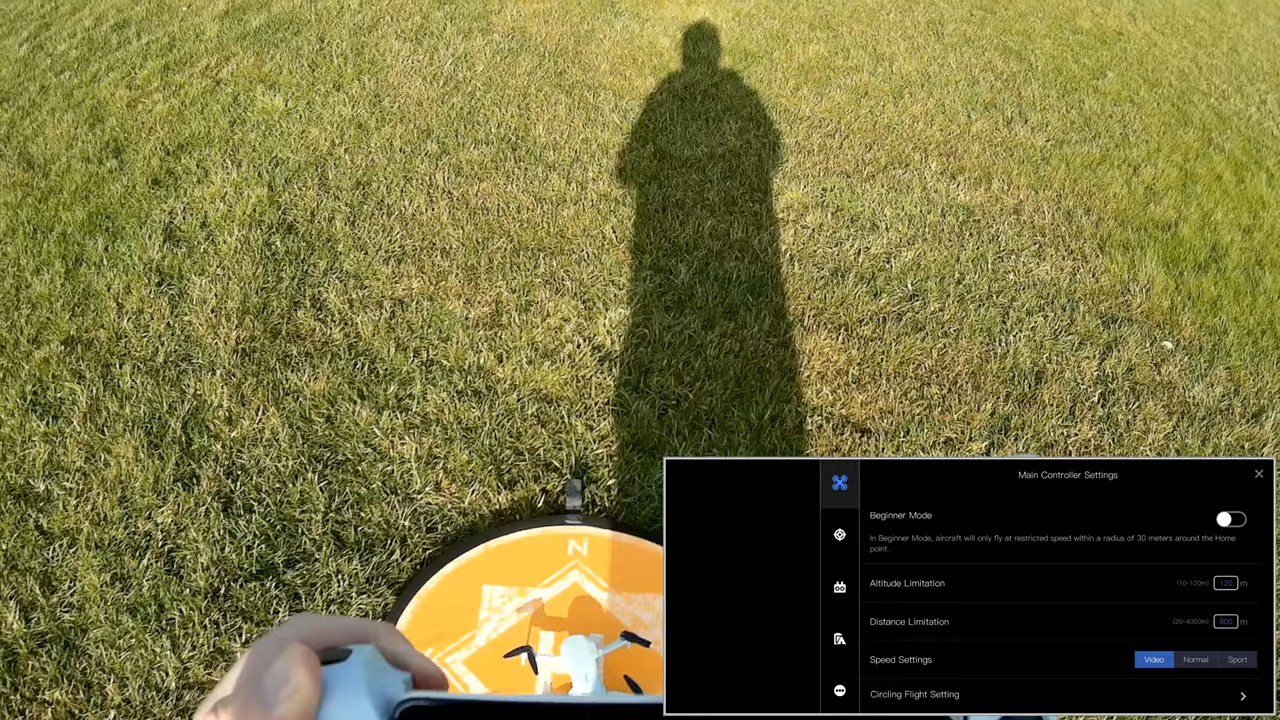 N
Main Controller Settings
Beginner Mode
In Beginner Mode, aircraft will only fly at restricted speed within a radius of 30 meters around the Home
point.
Altitude Limitation (10-120m) 120 m
Distance Limitation (20-4000m) 800 m
Speed Settings Video Normal Sport
Circling Flight Setting